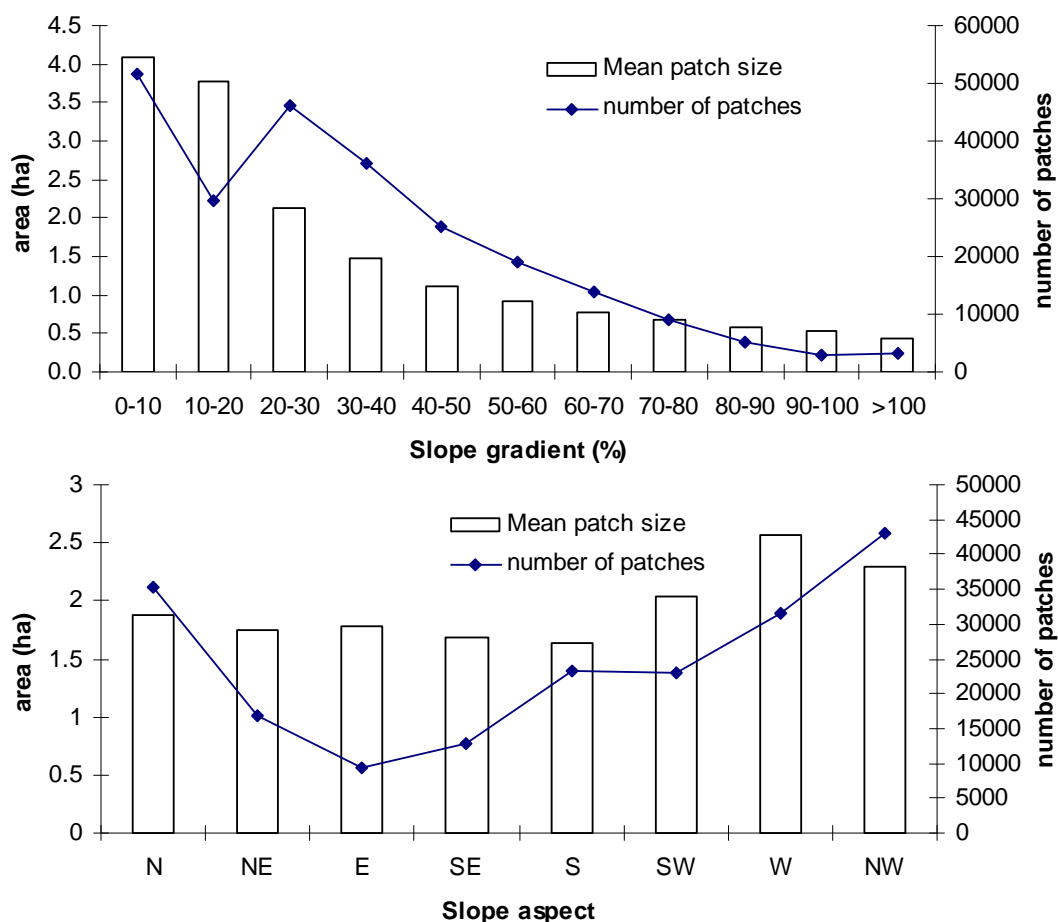 4.5
4.0
3.5
3.0
2.5
2.0
1.5
1.0
0.5
0.0
area (ha)
60000
50000
40000
30000
20000
10000
0
number of patches
Mean patch size
number of patches
0-10 10-20 20-30 30-40 40-50 50-60 60-70 70-80 80-90 90-100 >100
Slope gradient (%)
3
2.5
2
1.5
1
0.5
0
area (ha)
50000
45000
40000
35000
30000
25000
20000
15000
10000
5000
0
number of patches
Mean patch size
number of patches
N NE E SE S SW W NW
Slope aspect